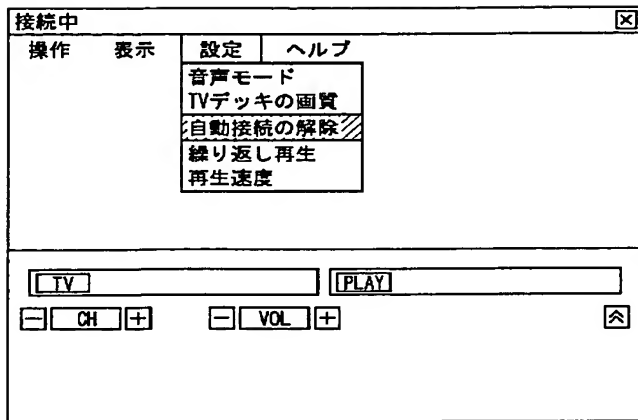 接続中
操作 表示 設定 ヘルプ
音声モード
TVデッキの画質
自動接続の解除
繰り返し再生
再生速度
TV PLAY
CH VOL